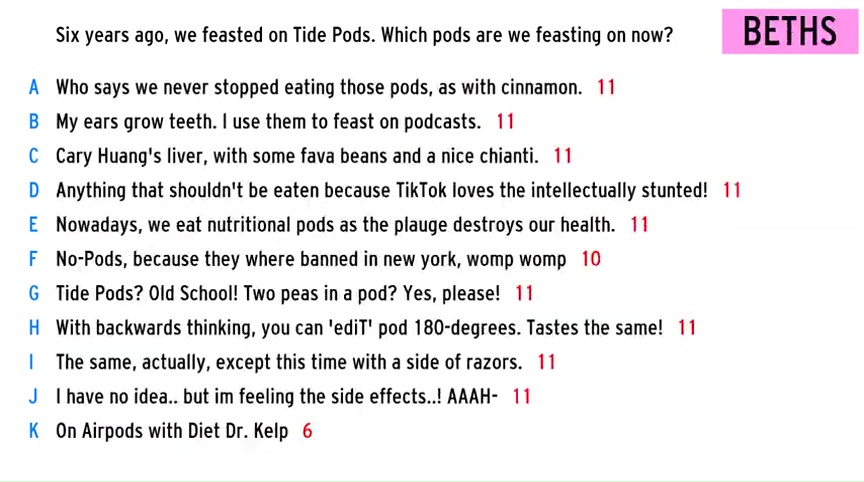 Six years ago, we feasted on Tide Pods. Which pods are we feasting on now?
BETHS
A Who says we never stopped eating those pods, as with cinnamon. 11
B My ears grow teeth. I use them to feast on podcasts. 11
C Cary Huang's liver, with some fava beans and a nice chianti. 11
D Anything that shouldn't be eaten because TikTok loves the intellectually stunted! 11
E Nowadays, we eat nutritional pods as the plauge destroys our health. 11
F No-Pods, because they where banned in new york, womp womp 10
G Tide Pods? Old School! Two peas in a pod? Yes, please! 11
H With backwards thinking, you can 'ediT' pod 180-degrees. Tastes the same! 11
I The same, actually, except this time with a side of razors. 11
J I have no idea.. but im feeling the side effects..! AAAH- 11
K On Airpods with Diet Dr. Kelp 6